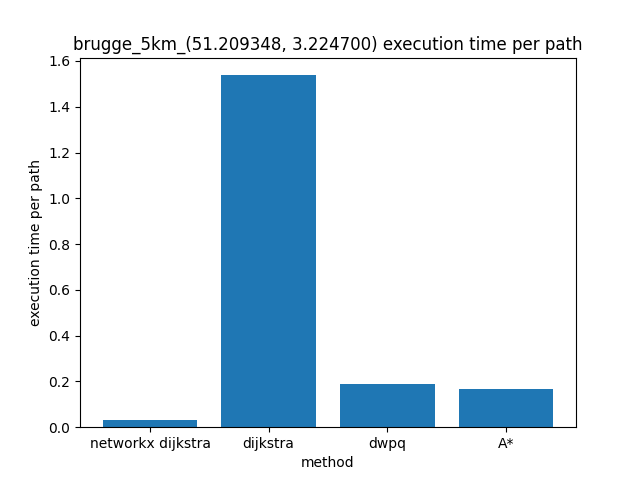 brugge_5km_(51.209348, 3.224700) execution time per path
execution time per path
1.6
1.4
1.2
1.0
0.8
0.6
0.4
0.2
0.0
networkx dijkstra
dijkstra
dwpq
A*
method